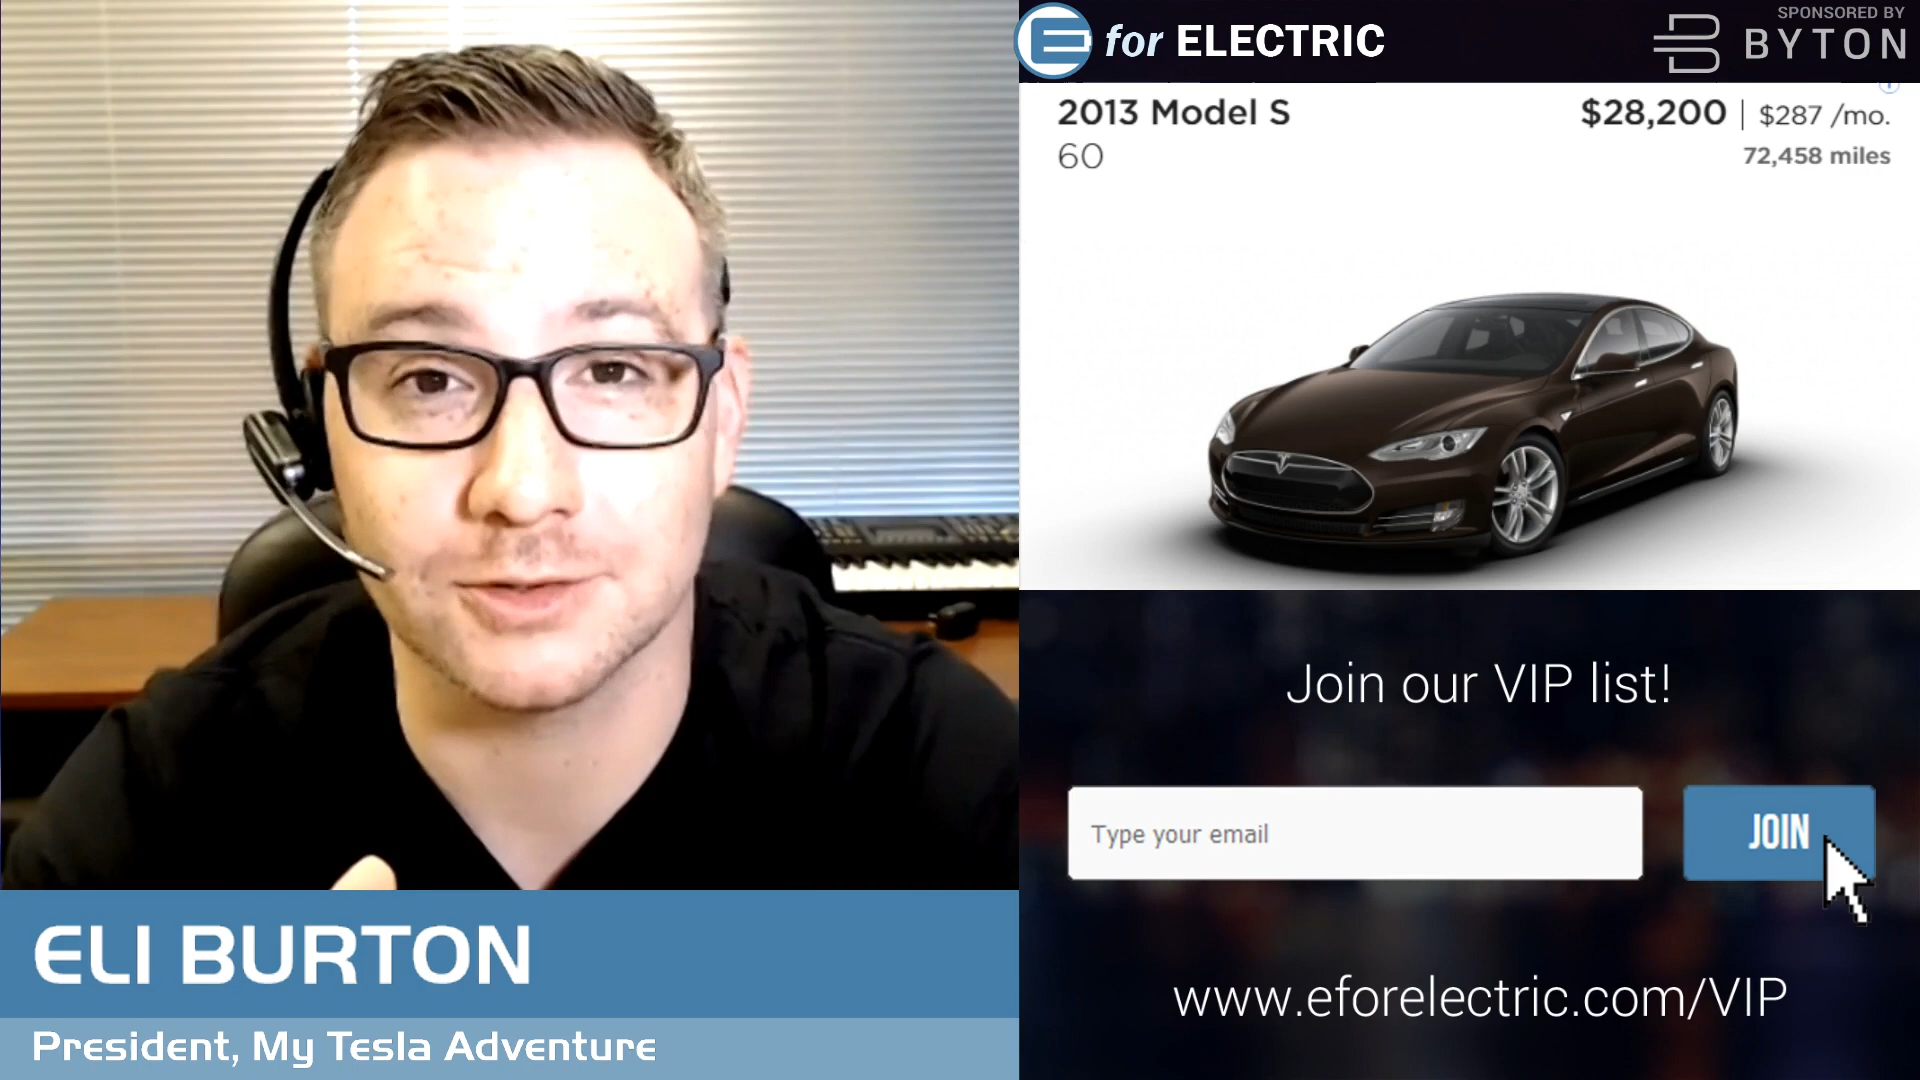 E for ELECTRIC
SPONSORED BY
BYTON
2013 Model S
$28,200 | $287 /mo.
60
72,458 miles
Join our VIP list!
Type your email
JOIN
www.eforelectric.com/VIP
ELI BURTON
President, My Tesla Adventure